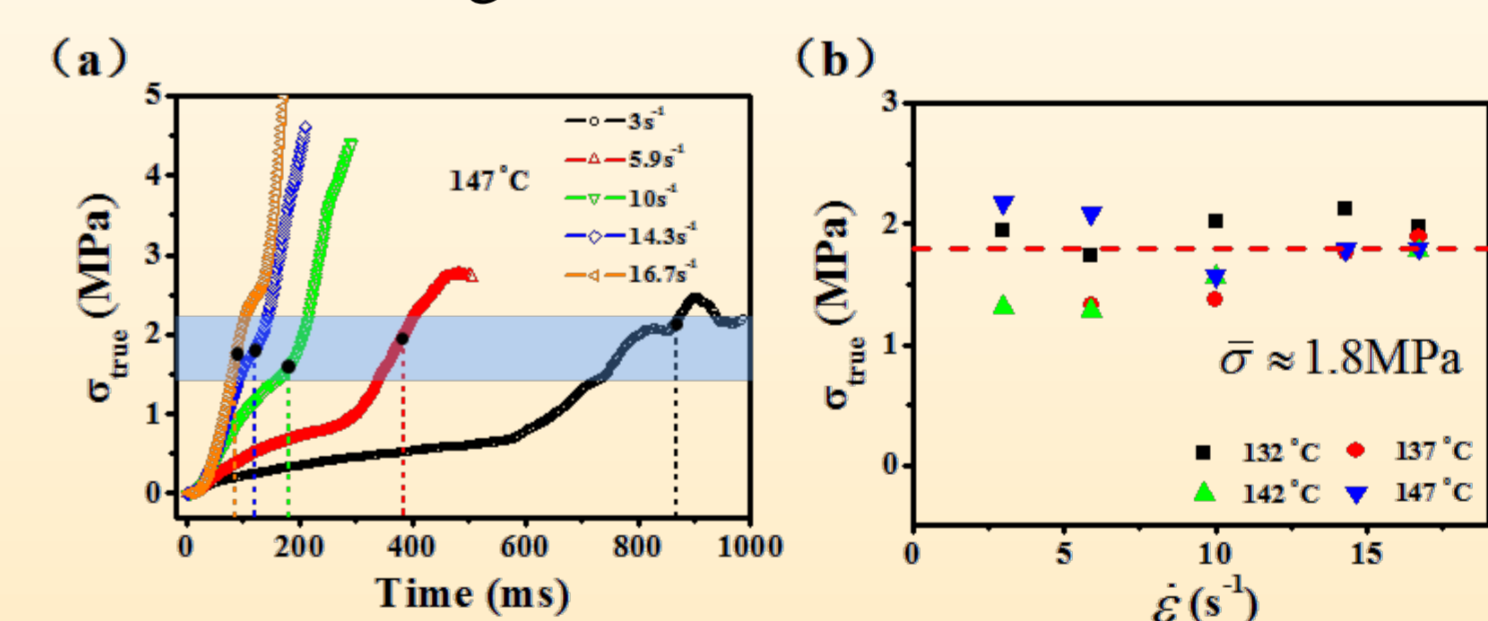 (a)
5
4
3
2
1
0
σtrue (MPa)
147 °C
3s⁻¹
5.9s⁻¹
10s⁻¹
14.3s⁻¹
16.7s⁻¹
0 200 400 600 800 1000
Time (ms)
(b)
3
2
1
0
σtrue (MPa)
σ̄ ≈ 1.8MPa
132 °C 137 °C
142 °C 147 °C
0 5 10 15
ε̇ (s⁻¹)